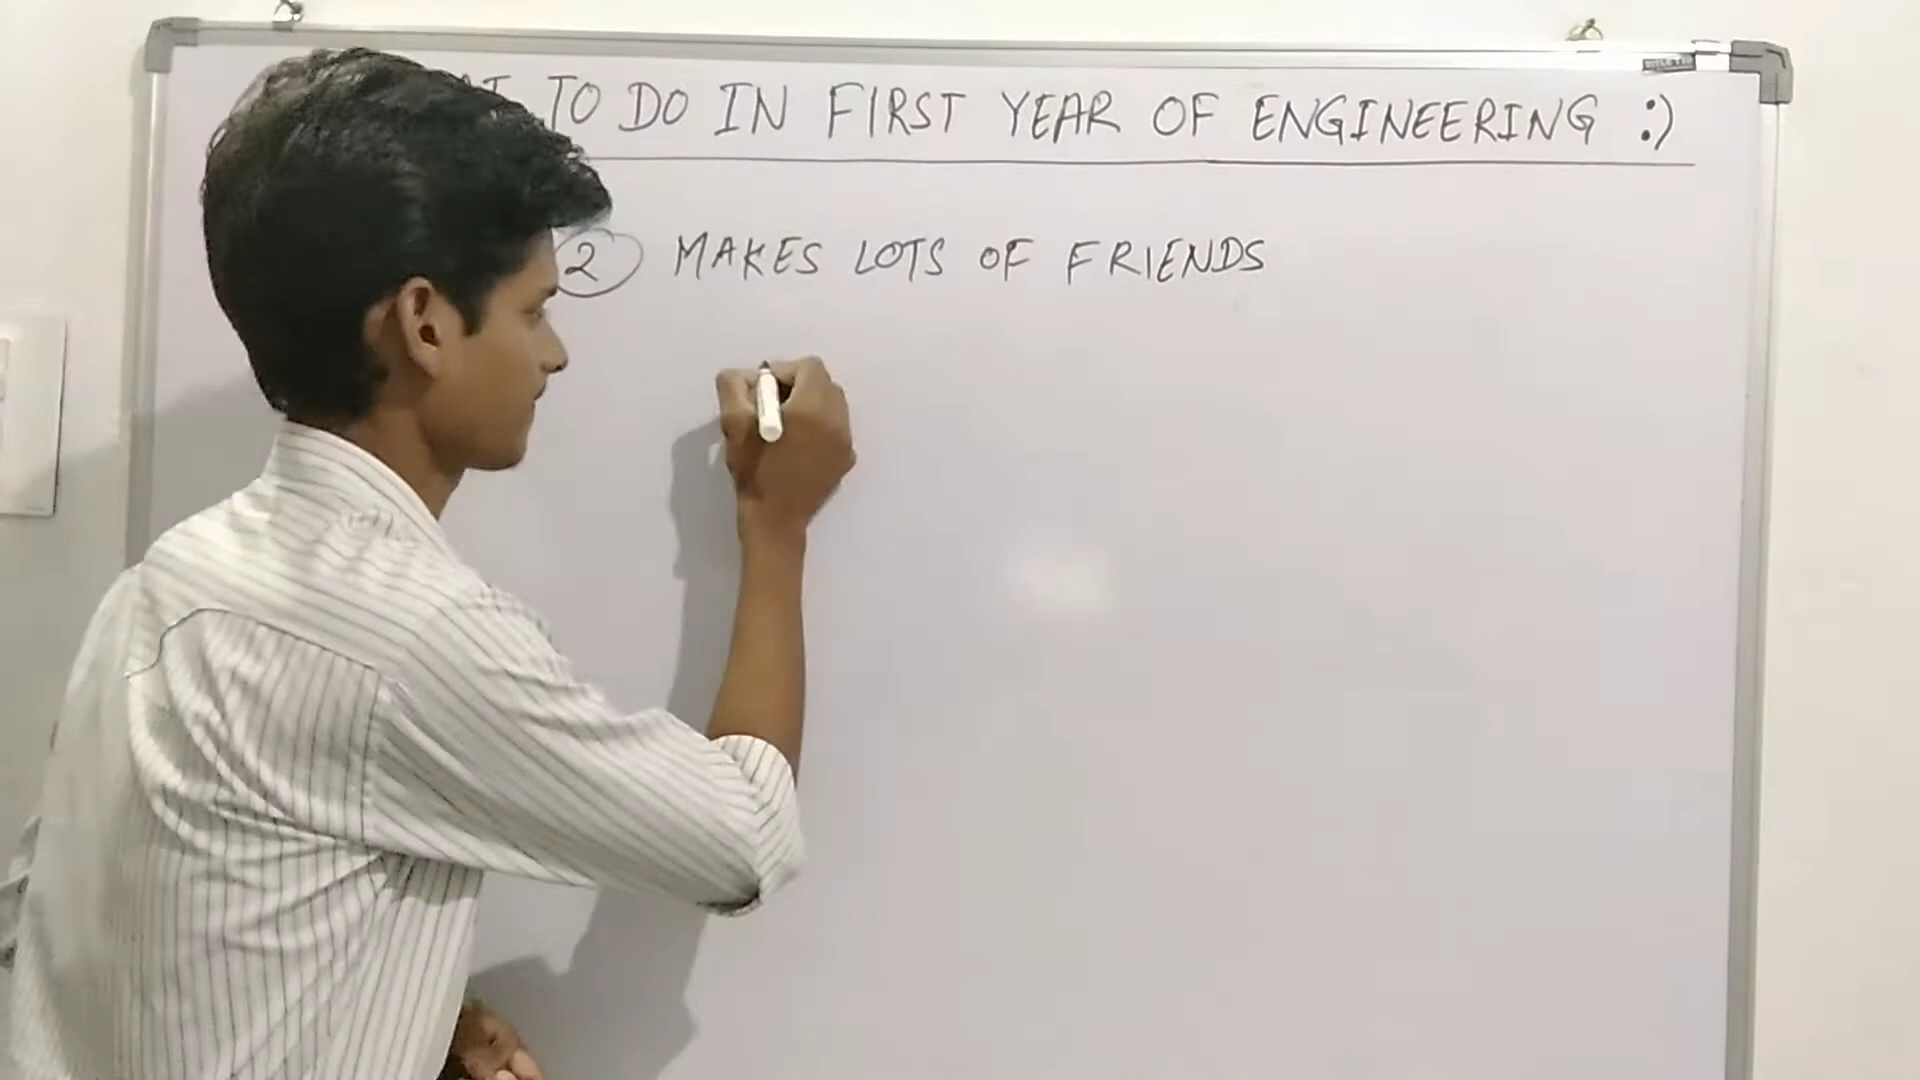 TO DO IN FIRST YEAR OF ENGINEERING :)
2 MAKES LOTS OF FRIENDS